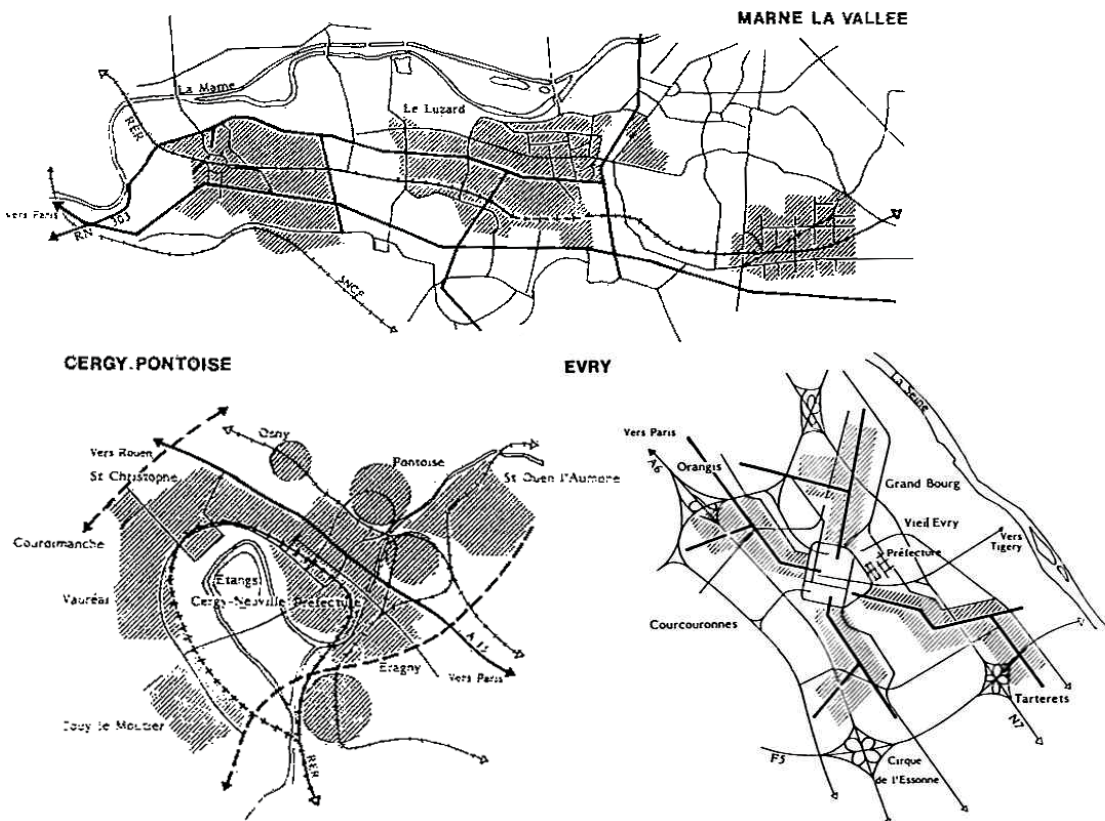 MARNE LA VALLEE
La Marne
Le Luzard
RER
vers Paris
RN 303
SNCF
CERGY.PONTOISE
EVRY
Osny
Vers Rouen
Pontoise
St Christophe
St Ouen l'Aumone
Courdimanche
Etangs
Vauréal
Cergy-Neuville Préfecture
A 15
Eragny
Vers Paris
Jouy le Moutier
RER
La Seine
Vers Paris
A6
Orangis
Grand Bourg
Vieil Evry
Préfecture
Vers
Tigery
Courcouronnes
Tarterets
N7
F5
Cirque
de l'Essonne